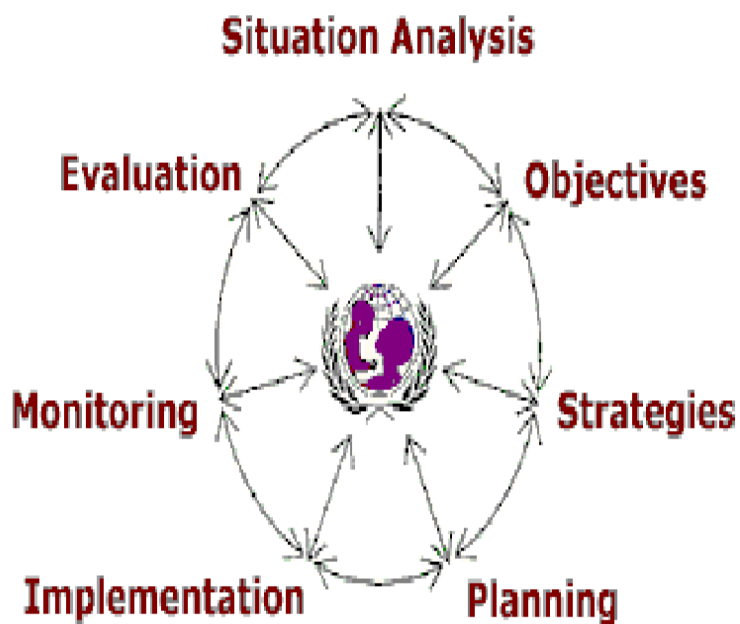 Situation Analysis
Evaluation
Objectives
Monitoring
Strategies
Implementation
Planning